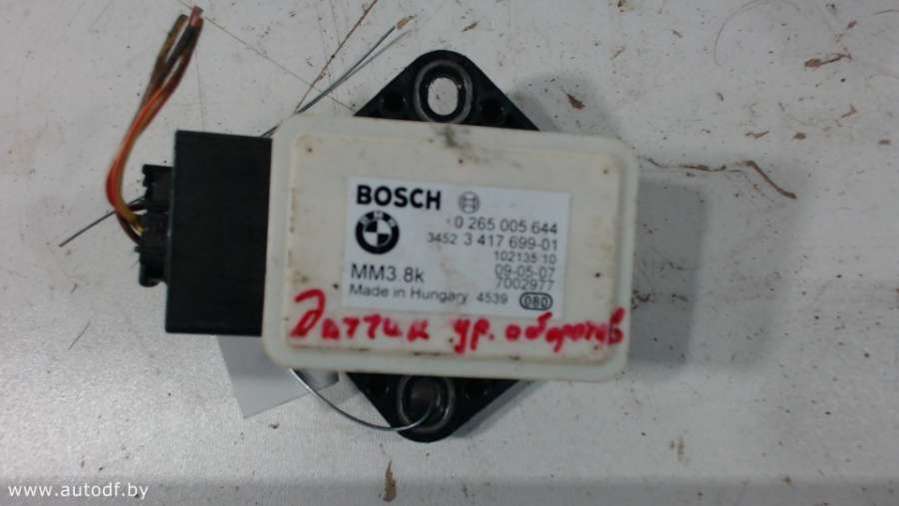 BOSCH
0 265 005 644
BMW
3452 3 417 699-01
102135 10
MM3.8k
09-05-07
7002977
Made in Hungary 4539 080
Датчик ур. оборотов
www.autodf.by